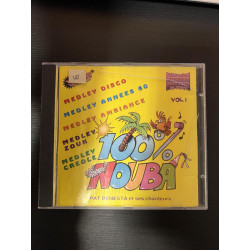 MEDLEY DISCO
MEDLEY ANNEES 80
MEDLEY AMBIANCE
MEDLEY
ZOUK
MEDLEY
CREOLE
VOL. 1
100%
NOUBA
PAT BENESTA et ses chanteurs